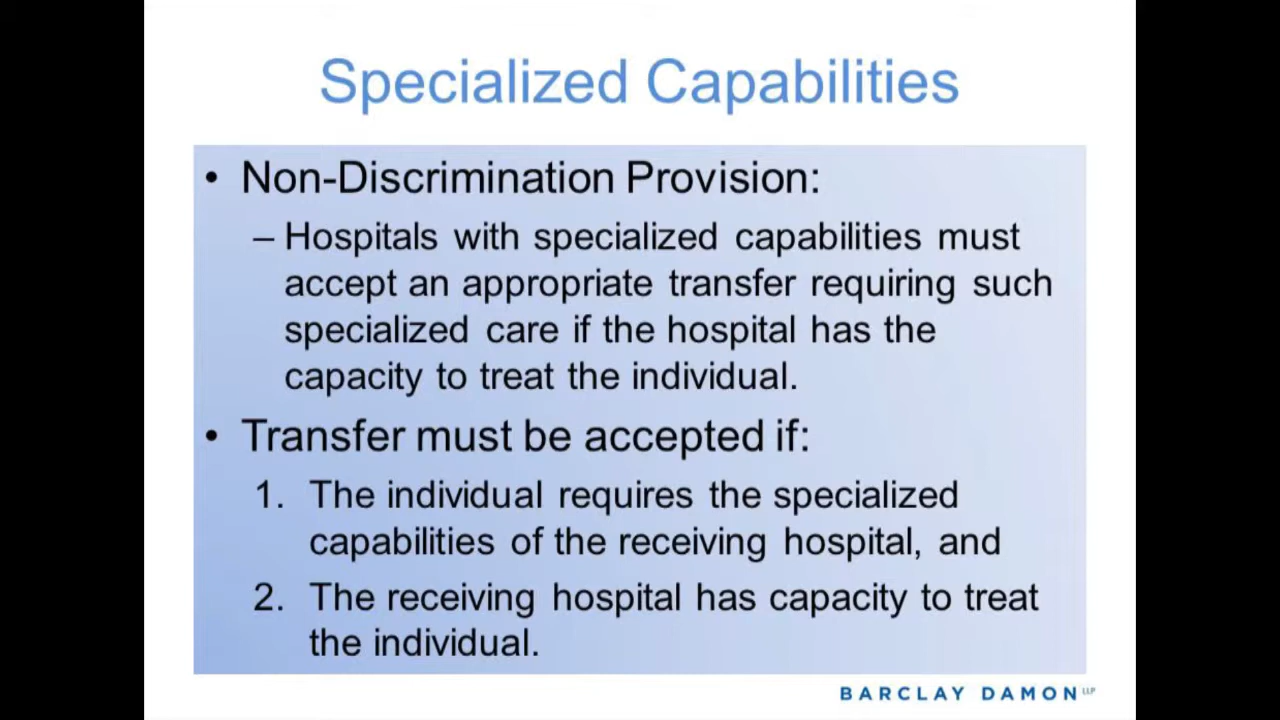 Specialized Capabilities
• Non-Discrimination Provision:
– Hospitals with specialized capabilities must
accept an appropriate transfer requiring such
specialized care if the hospital has the
capacity to treat the individual.
• Transfer must be accepted if:
1. The individual requires the specialized
capabilities of the receiving hospital, and
2. The receiving hospital has capacity to treat
the individual.
BARCLAY DAMON LLP